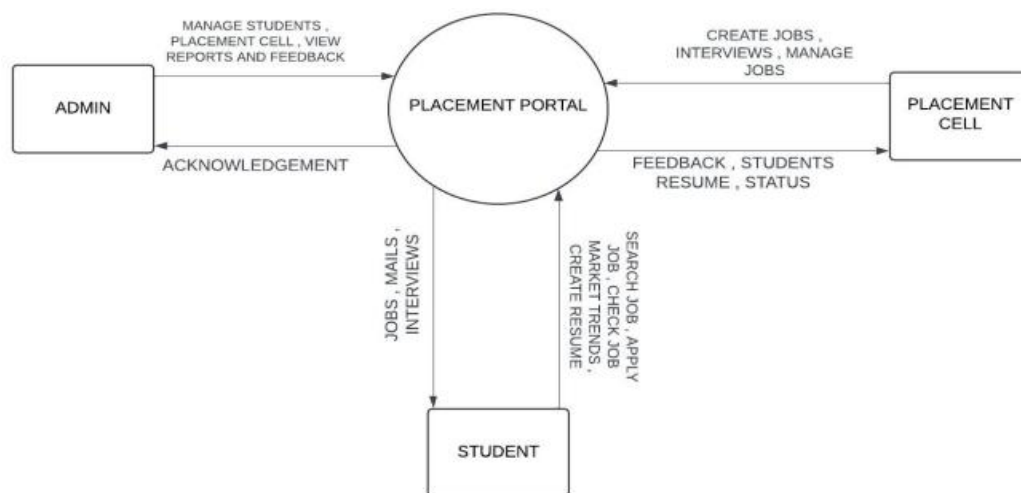 MANAGE STUDENTS ,
PLACEMENT CELL , VIEW
REPORTS AND FEEDBACK
ADMIN
ACKNOWLEDGEMENT
PLACEMENT PORTAL
CREATE JOBS ,
INTERVIEWS , MANAGE
JOBS
PLACEMENT
CELL
FEEDBACK , STUDENTS
RESUME , STATUS
JOBS , MAILS ,
INTERVIEWS
SEARCH JOB , APPLY
JOB , CHECK JOB
MARKET TRENDS ,
CREATE RESUME
STUDENT